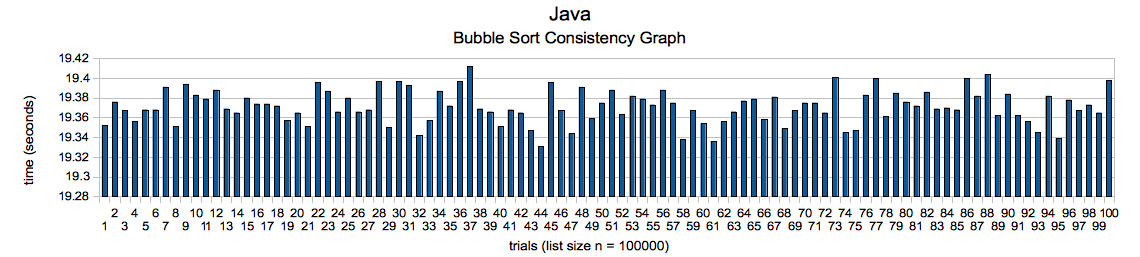 Java
Bubble Sort Consistency Graph
time (seconds)
19.42
19.4
19.38
19.36
19.34
19.32
19.3
19.28
2 4 6 8 10 12 14 16 18 20 22 24 26 28 30 32 34 36 38 40 42 44 46 48 50 52 54 56 58 60 62 64 66 68 70 72 74 76 78 80 82 84 86 88 90 92 94 96 98 100
1 3 5 7 9 11 13 15 17 19 21 23 25 27 29 31 33 35 37 39 41 43 45 47 49 51 53 55 57 59 61 63 65 67 69 71 73 75 77 79 81 83 85 87 89 91 93 95 97 99
trials (list size n = 100000)